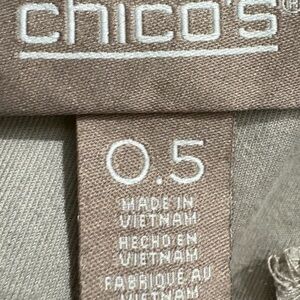 chico's®
0.5
MADE IN
VIETNAM
HECHO EN
VIETNAM
FABRIQUÉ AU
VIETNAM